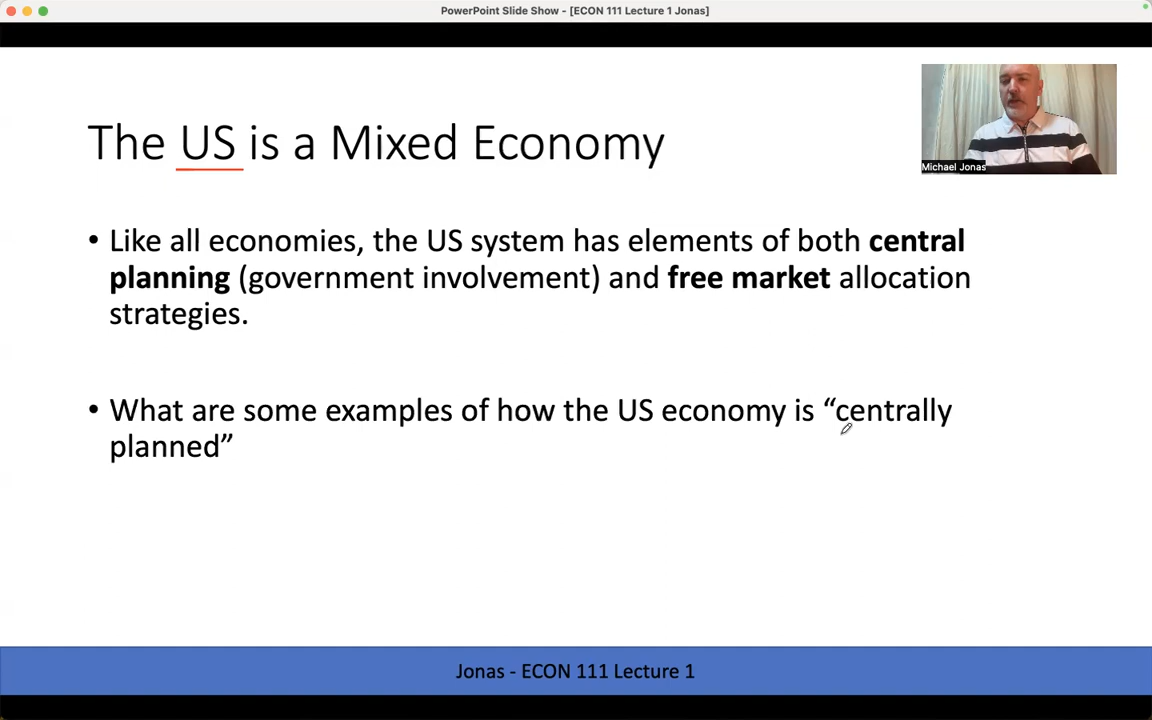 PowerPoint Slide Show - [ECON 111 Lecture 1 Jonas]
The US is a Mixed Economy
Michael Jonas
• Like all economies, the US system has elements of both central
planning (government involvement) and free market allocation
strategies.
• What are some examples of how the US economy is “centrally
planned”
Jonas - ECON 111 Lecture 1